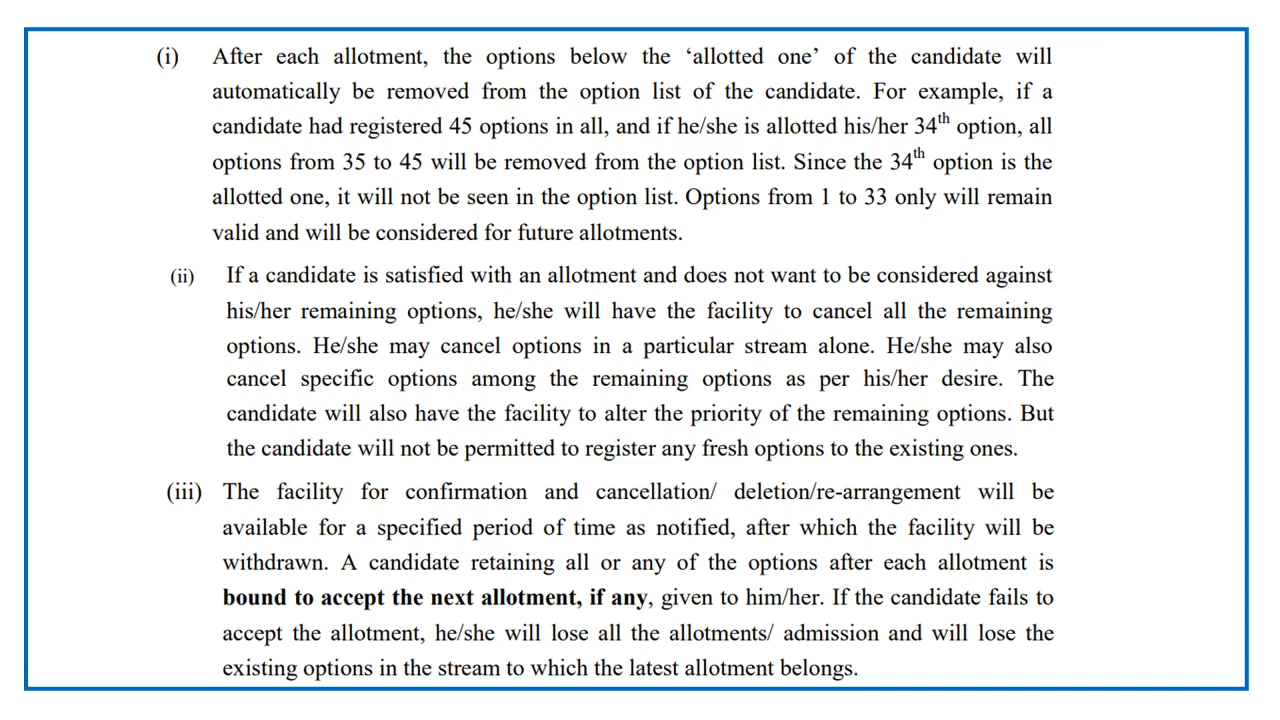 (i) After each allotment, the options below the ‘allotted one’ of the candidate will
automatically be removed from the option list of the candidate. For example, if a
candidate had registered 45 options in all, and if he/she is allotted his/her 34th option, all
options from 35 to 45 will be removed from the option list. Since the 34th option is the
allotted one, it will not be seen in the option list. Options from 1 to 33 only will remain
valid and will be considered for future allotments.
(ii) If a candidate is satisfied with an allotment and does not want to be considered against
his/her remaining options, he/she will have the facility to cancel all the remaining
options. He/she may cancel options in a particular stream alone. He/she may also
cancel specific options among the remaining options as per his/her desire. The
candidate will also have the facility to alter the priority of the remaining options. But
the candidate will not be permitted to register any fresh options to the existing ones.
(iii) The facility for confirmation and cancellation/ deletion/re-arrangement will be
available for a specified period of time as notified, after which the facility will be
withdrawn. A candidate retaining all or any of the options after each allotment is
bound to accept the next allotment, if any, given to him/her. If the candidate fails to
accept the allotment, he/she will lose all the allotments/ admission and will lose the
existing options in the stream to which the latest allotment belongs.